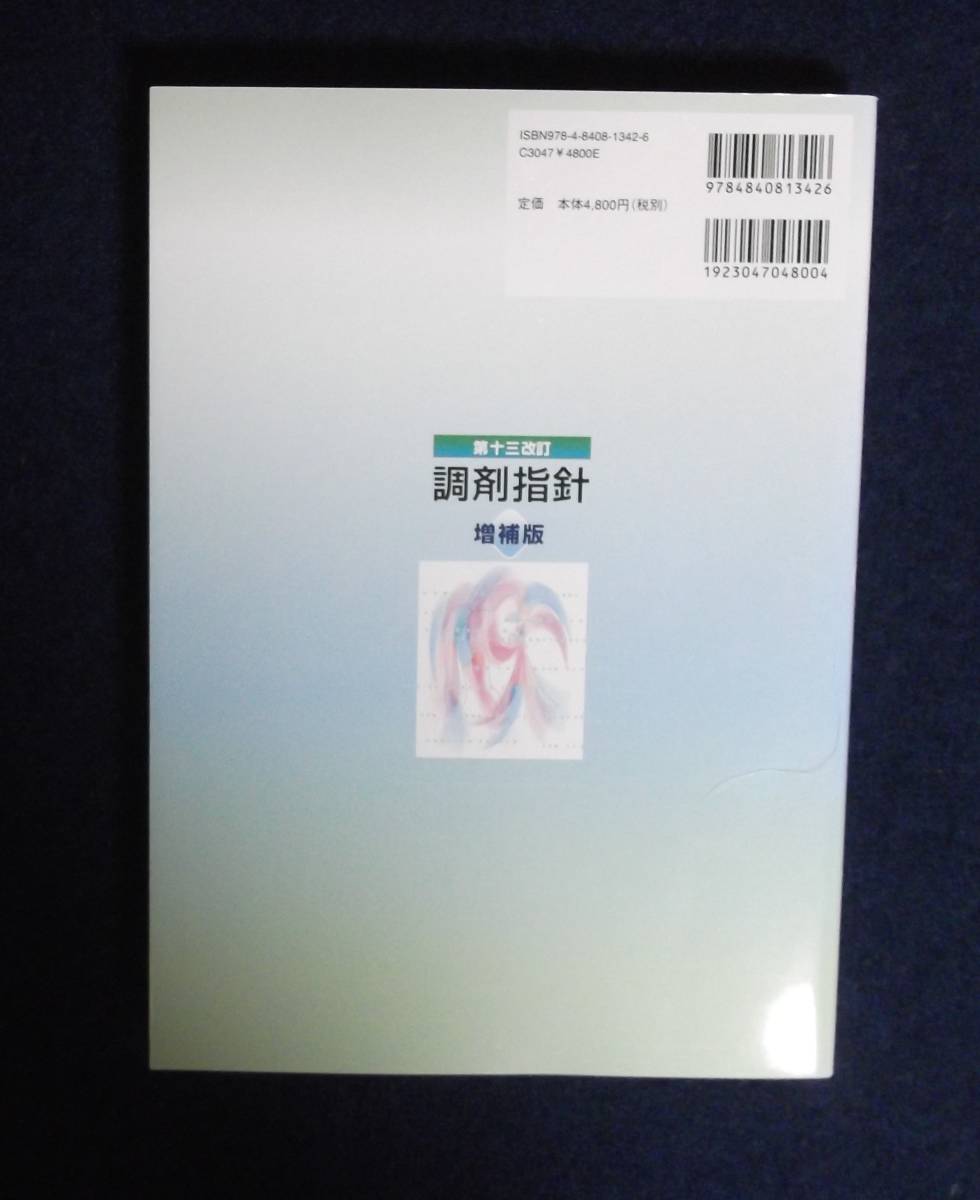 ISBN978-4-8408-1342-6
C3047 ¥4800E
9784840813426
定価　本体4,800円(税別)
1923047048004
第十三改訂
調剤指針
増補版